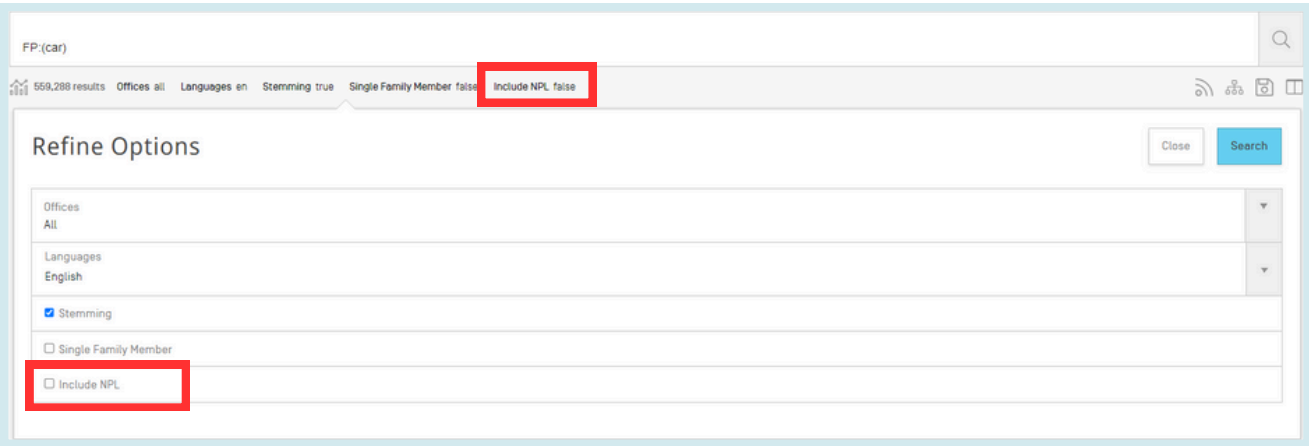 FP:(car)
559,288 results Offices all Languages en Stemming true Single Family Member false Include NPL false
Refine Options
Close Search
Offices
All
Languages
English
Stemming
Single Family Member
Include NPL